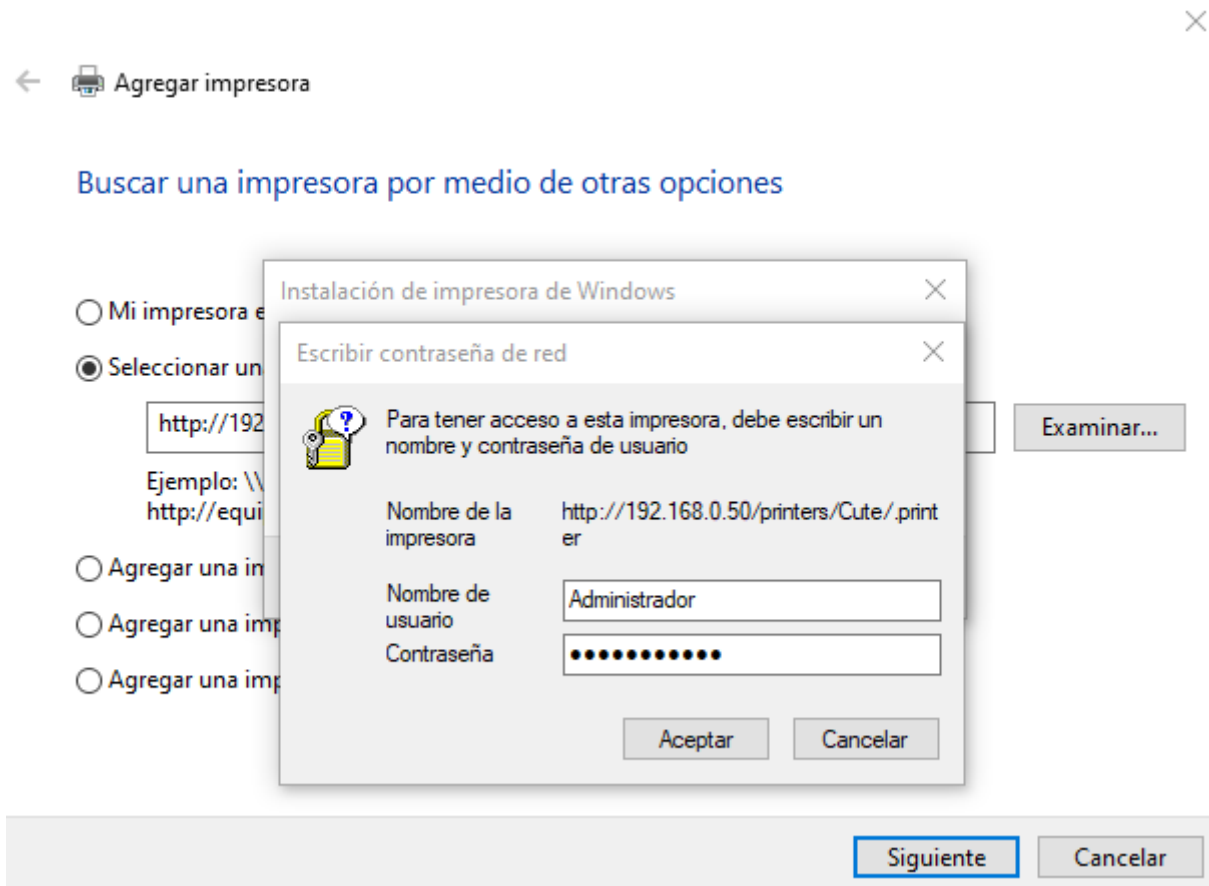 Agregar impresora
Buscar una impresora por medio de otras opciones
Instalación de impresora de Windows
Mi impresora e
Escribir contraseña de red
Seleccionar un
Para tener acceso a esta impresora, debe escribir un
nombre y contraseña de usuario
http://192
Examinar...
Ejemplo: \\
http://equi
Nombre de la
impresora
http://192.168.0.50/printers/Cute/.print
er
Agregar una in
Nombre de
usuario
Administrador
Agregar una imp
Contraseña
•••••••••••
Agregar una imp
Aceptar
Cancelar
Siguiente
Cancelar